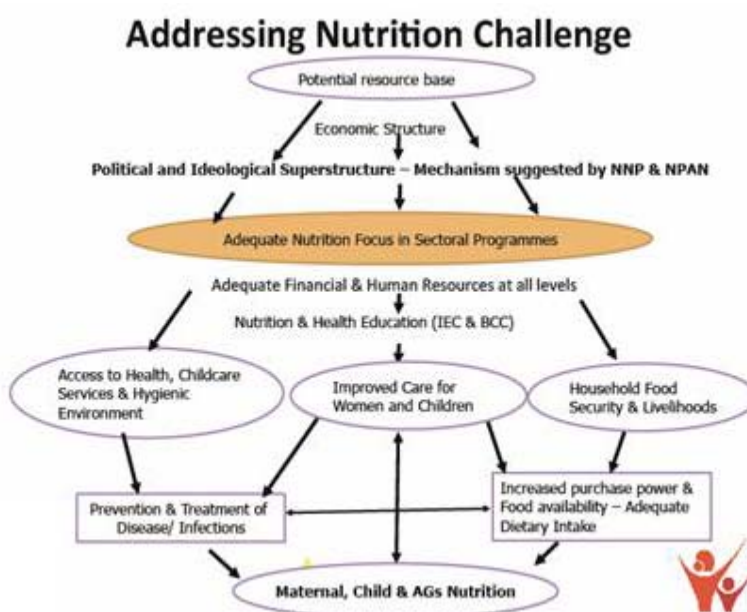 Addressing Nutrition Challenge
Potential resource base
Economic Structure
Political and Ideological Superstructure – Mechanism suggested by NNP & NPAN
Adequate Nutrition Focus in Sectoral Programmes
Adequate Financial & Human Resources at all levels
Nutrition & Health Education (IEC & BCC)
Access to Health, Childcare
Services & Hygienic
Environment
Improved Care for
Women and Children
Household Food
Security & Livelihoods
Prevention & Treatment of
Disease/ Infections
Increased purchase power &
Food availability – Adequate
Dietary Intake
Maternal, Child & AGs Nutrition